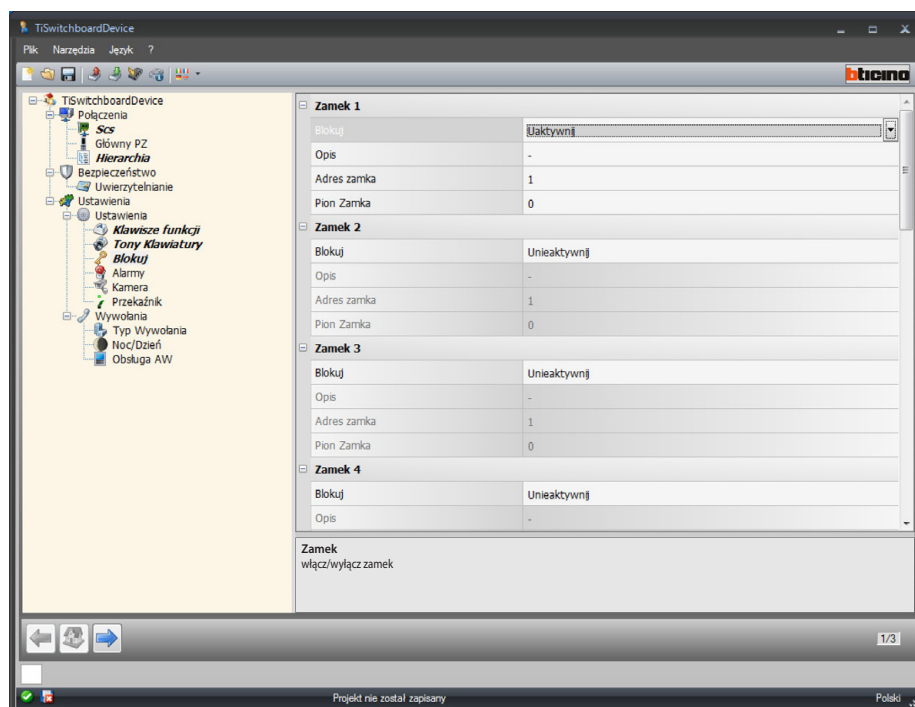 TiSwitchboardDevice
Plik Narzędzia Język ?
bticino
TiSwitchboardDevice
Połączenia
Scs
Główny PZ
Hierarchia
Bezpieczeństwo
Uwierzytelnianie
Ustawienia
Ustawienia
Klawisze funkcji
Tony Klawiatury
Blokuj
Alarmy
Kamera
Przekaźnik
Wywołania
Typ Wywołania
Noc/Dzień
Obsługa AW
Zamek 1
Blokuj Uaktywnij
Opis -
Adres zamka 1
Pion Zamka 0
Zamek 2
Blokuj Unieaktywnij
Opis -
Adres zamka 1
Pion Zamka 0
Zamek 3
Blokuj Unieaktywnij
Opis -
Adres zamka 1
Pion Zamka 0
Zamek 4
Blokuj Unieaktywnij
Opis -
Zamek
włącz/wyłącz zamek
1/3
Projekt nie został zapisany Polski